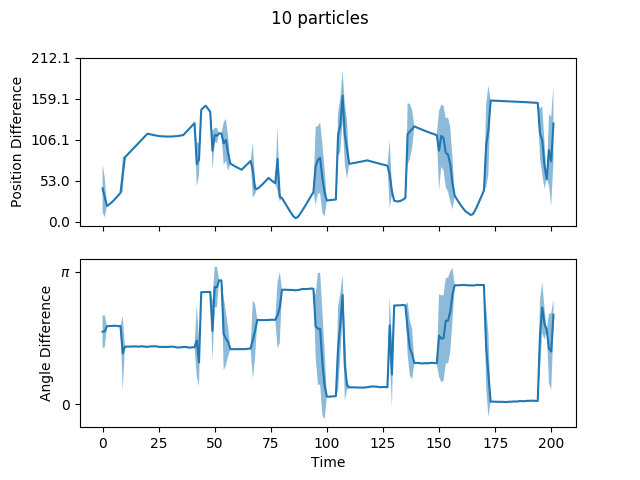 10 particles
212.1
159.1
106.1
53.0
0.0
Position Difference
π
0
Angle Difference
0 25 50 75 100 125 150 175 200
Time